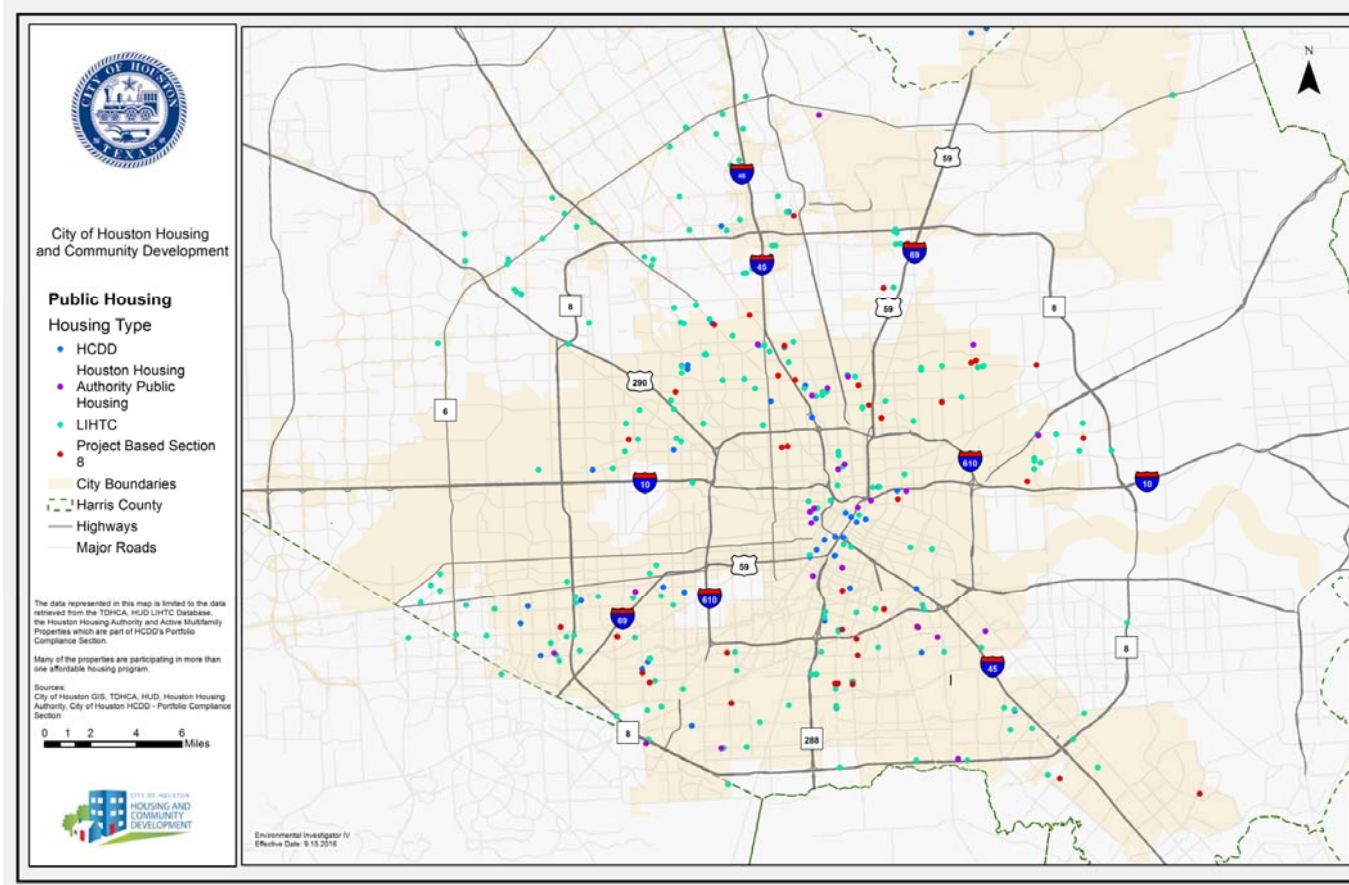 CITY OF HOUSTON
TEXAS
City of Houston Housing
and Community Development
Public Housing
Housing Type
HCDD
Houston Housing
Authority Public
Housing
LIHTC
Project Based Section
8
City Boundaries
Harris County
Highways
Major Roads
The data represented in this map is limited to the data
retrieved from the TDHCA, HUD LIHTC Database,
the Houston Housing Authority and Active Multifamily
Properties which are part of HCDD's Portfolio
Compliance Section.
Many of the properties are participating in more than
one affordable housing program.
Sources:
City of Houston GIS, TDHCA, HUD, Houston Housing
Authority, City of Houston HCDD - Portfolio Compliance
Section
0 1 2 4 6
Miles
CITY OF HOUSTON
HOUSING AND
COMMUNITY
DEVELOPMENT
N
59
45
69
45
8
59
8
290
6
610
10
10
59
610
69
8
45
8
288
Environmental Investigator IV
Effective Date: 9.15.2016